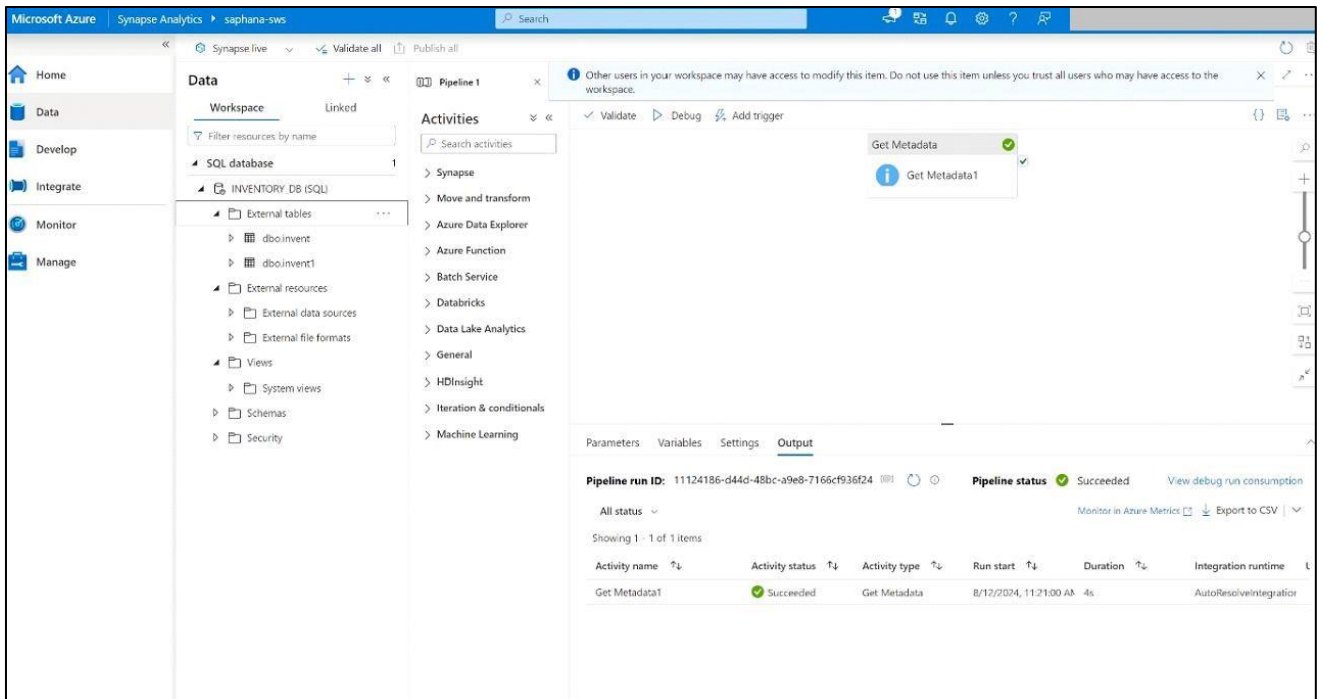 Microsoft Azure | Synapse Analytics ▸ saphana-sws
Search
1
Home
Data
Develop
Integrate
Monitor
Manage
Synapse live
Validate all
Publish all
Data
Workspace
Linked
Filter resources by name
SQL database 1
INVENTORY_DB (SQL)
External tables
dbo.invent
dbo.invent1
External resources
External data sources
External file formats
Views
System views
Schemas
Security
Pipeline 1
Activities
Search activities
Synapse
Move and transform
Azure Data Explorer
Azure Function
Batch Service
Databricks
Data Lake Analytics
General
HDInsight
Iteration & conditionals
Machine Learning
Other users in your workspace may have access to modify this item. Do not use this item unless you trust all users who may have access to the
workspace.
Validate Debug Add trigger
Get Metadata
Get Metadata1
Parameters Variables Settings Output
Pipeline run ID: 11124186-d44d-48bc-a9e8-7166cf936f24 Pipeline status Succeeded View debug run consumption
All status Monitor in Azure Metrics Export to CSV
Showing 1 - 1 of 1 items
Activity name Activity status Activity type Run start Duration Integration runtime
Get Metadata1 Succeeded Get Metadata 8/12/2024, 11:21:00 AM 4s AutoResolveIntegration